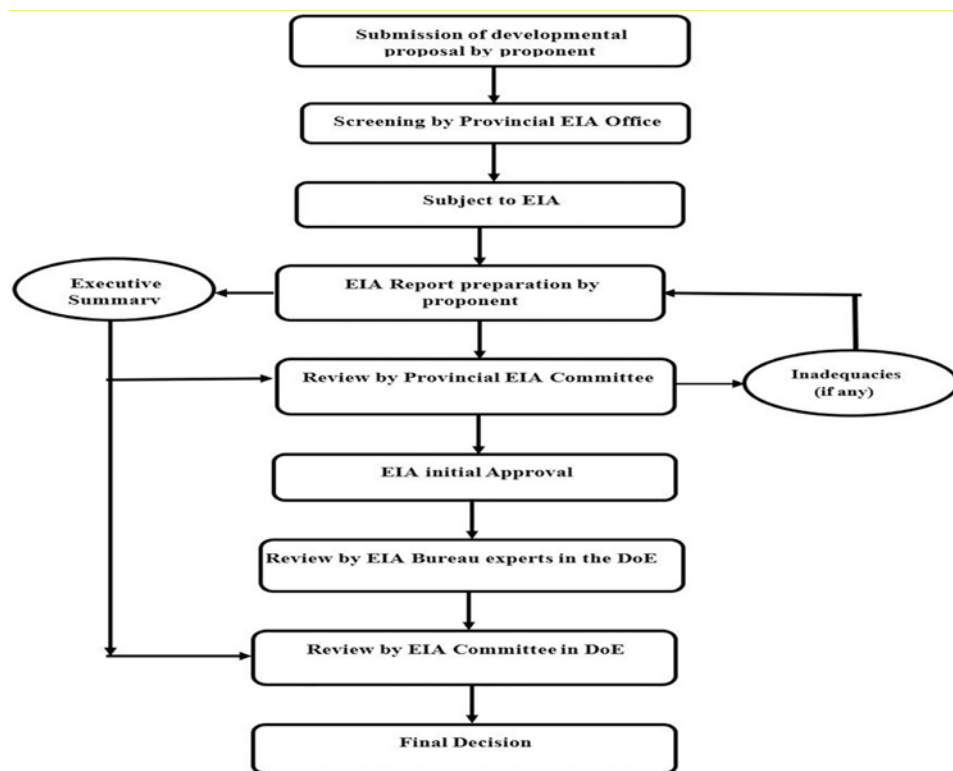 Submission of developmental
proposal by proponent
Screening by Provincial EIA Office
Subject to EIA
Executive
Summary
EIA Report preparation by
proponent
Review by Provincial EIA Committee
Inadequacies
(if any)
EIA initial Approval
Review by EIA Bureau experts in the DoE
Review by EIA Committee in DoE
Final Decision